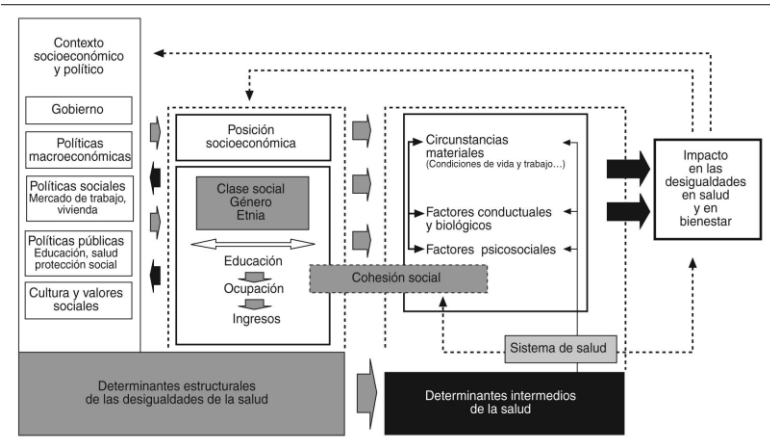 Contexto
socioeconómico
y político
Gobierno
Políticas
macroeconómicas
Políticas sociales
Mercado de trabajo,
vivienda
Políticas públicas
Educación, salud
protección social
Cultura y valores
sociales
Posición
socioeconómica
Clase social
Género
Etnia
Educación
Ocupación
Ingresos
Cohesión social
Circunstancias
materiales
(Condiciones de vida y trabajo...)
Factores conductuales
y biológicos
Factores psicosociales
Impacto
en las
desigualdades
en salud
y en
bienestar
Sistema de salud
Determinantes estructurales
de las desigualdades de la salud
Determinantes intermedios
de la salud